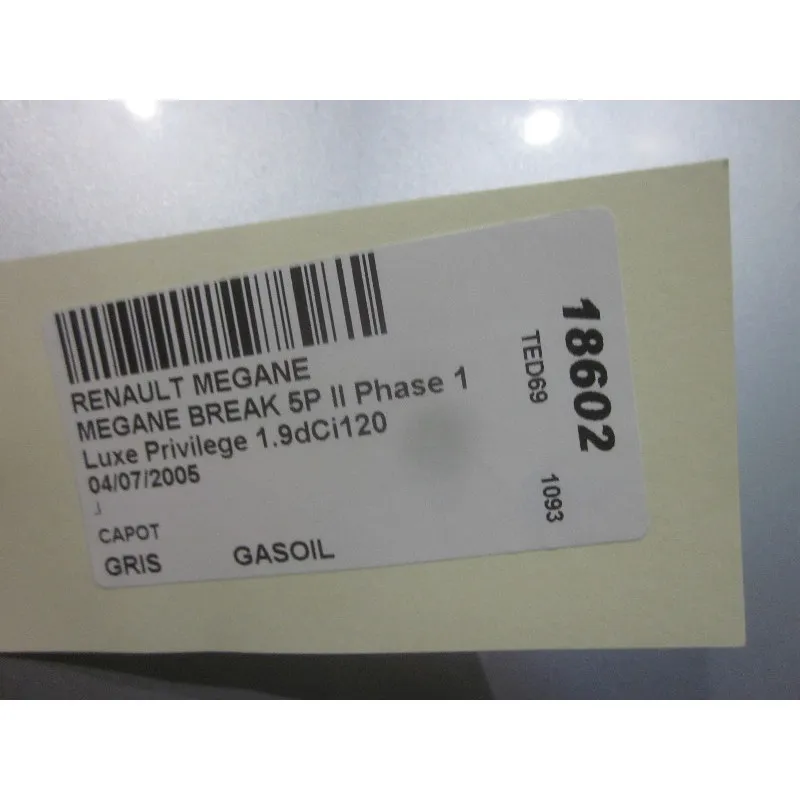 RENAULT MEGANE
MEGANE BREAK 5P II Phase 1
Luxe Privilege 1.9dCi120
04/07/2005
CAPOT
GRIS GASOIL
18602
TED69
1093